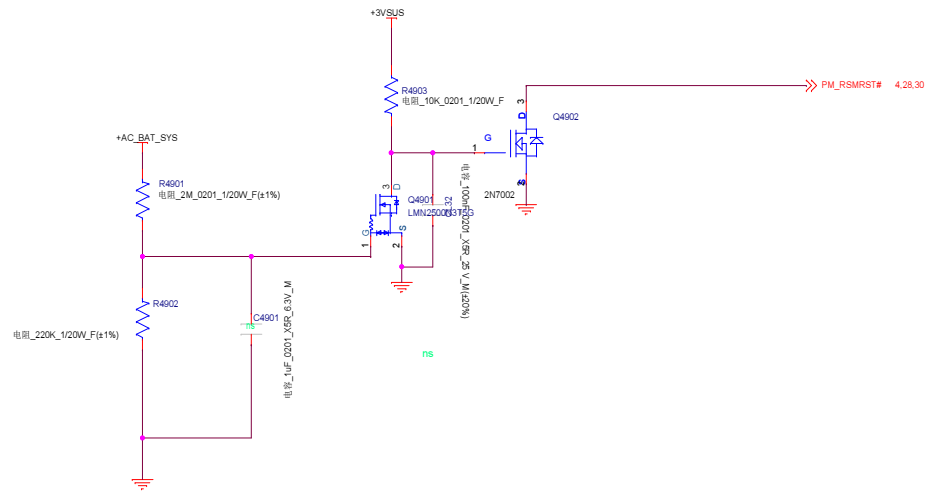 +3VSUS
R4903
电阻_10K_0201_1/20W_F
PM_RSMRST# 4,28,30
3
D
Q4902
G
1
2N7002
+AC_BAT_SYS
R4901
电阻_2M_0201_1/20W_F(±1%)
3
D
Q4901
G
S
1
2
电容_100nF_0201_X5R_25V_M(±20%)
R4902
电阻_220K_1/20W_F(±1%)
C4901
ns
电容_1uF_0201_X5R_6.3V_M
ns